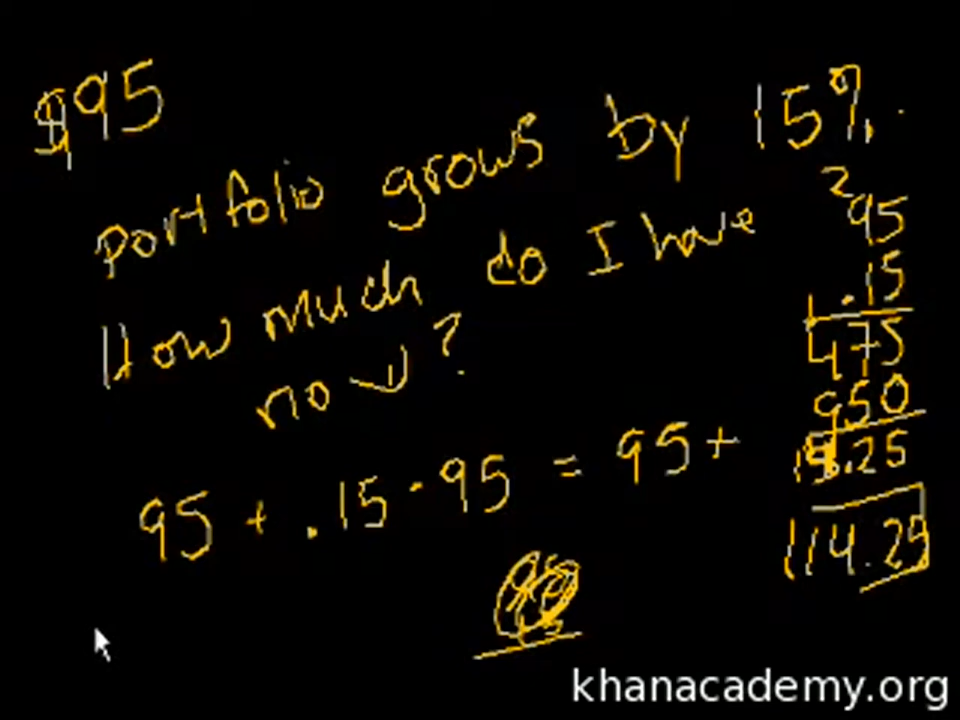 $95
portfolio grows by 15%.
How much do I have
now?
2
95
.15
475
950
.25
95 + .15 · 95 = 95 +
114.25
khanacademy.org